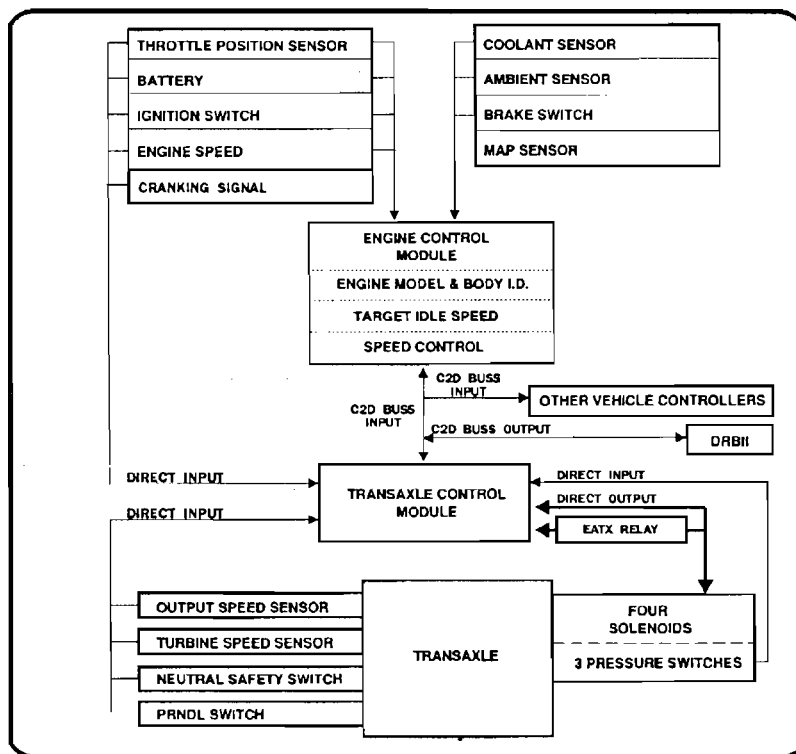 THROTTLE POSITION SENSOR
BATTERY
IGNITION SWITCH
ENGINE SPEED
CRANKING SIGNAL
COOLANT SENSOR
AMBIENT SENSOR
BRAKE SWITCH
MAP SENSOR
ENGINE CONTROL
MODULE
ENGINE MODEL & BODY I.D.
TARGET IDLE SPEED
SPEED CONTROL
C2D BUSS
INPUT
C2D BUSS
INPUT
OTHER VEHICLE CONTROLLERS
C2D BUSS OUTPUT
DRBII
DIRECT INPUT
DIRECT INPUT
TRANSAXLE CONTROL
MODULE
DIRECT INPUT
DIRECT OUTPUT
EATX RELAY
OUTPUT SPEED SENSOR
TURBINE SPEED SENSOR
NEUTRAL SAFETY SWITCH
PRNDL SWITCH
TRANSAXLE
FOUR
SOLENOIDS
3 PRESSURE SWITCHES